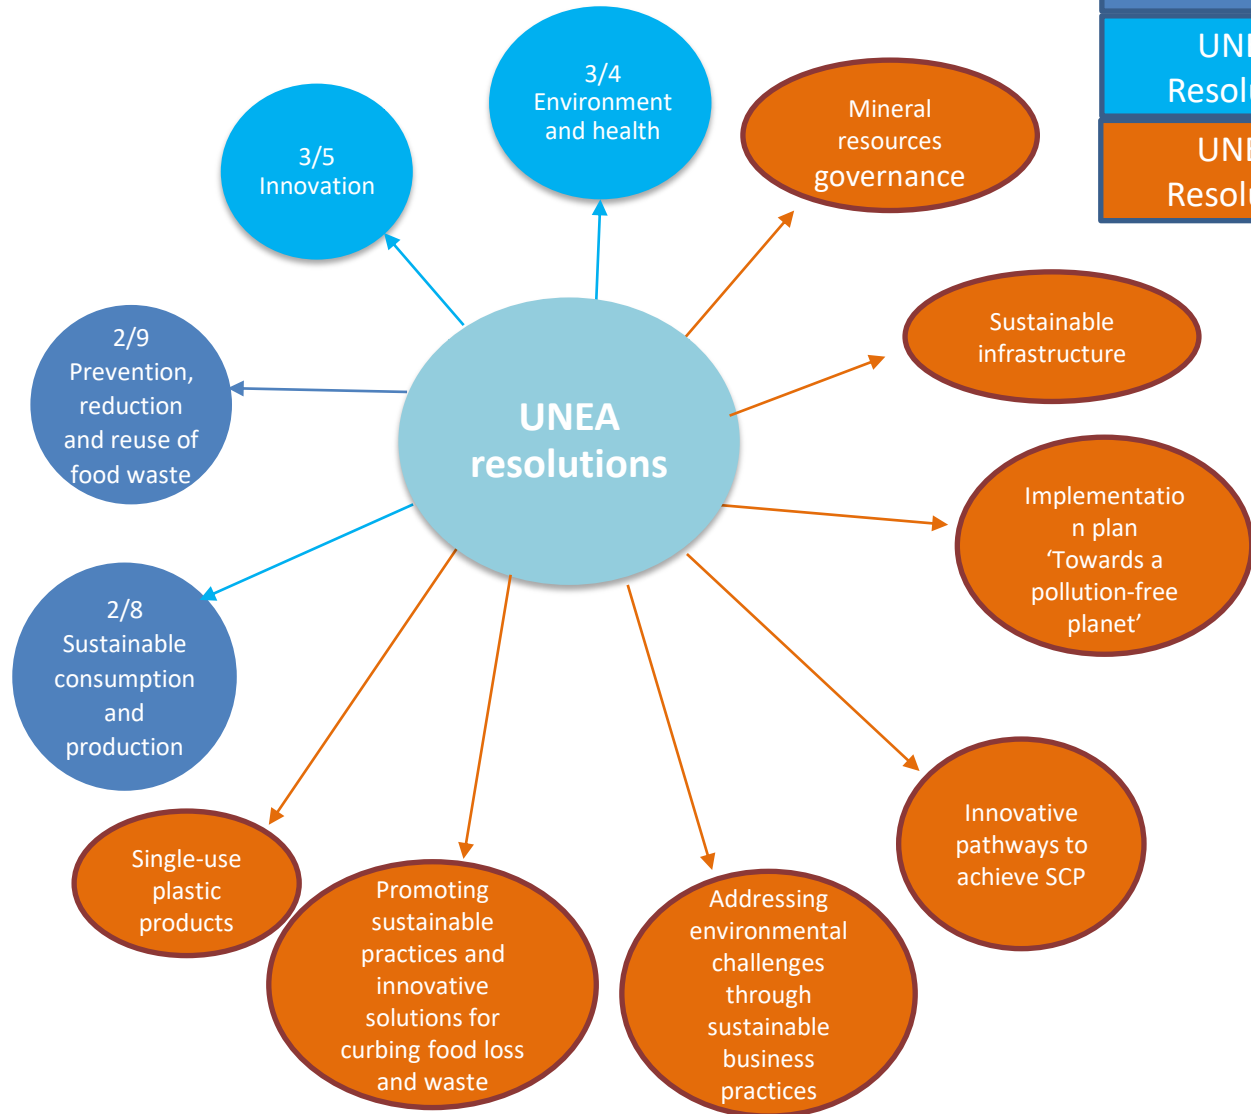 UNEA
resolutions
3/4
Environment
and health
3/5
Innovation
2/9
Prevention,
reduction
and reuse of
food waste
2/8
Sustainable
consumption
and
production
Mineral
resources
governance
Sustainable
infrastructure
Implementatio
n plan
‘Towards a
pollution-free
planet’
Innovative
pathways to
achieve SCP
Addressing
environmental
challenges
through
sustainable
business
practices
Promoting
sustainable
practices and
innovative
solutions for
curbing food loss
and waste
Single-use
plastic
products